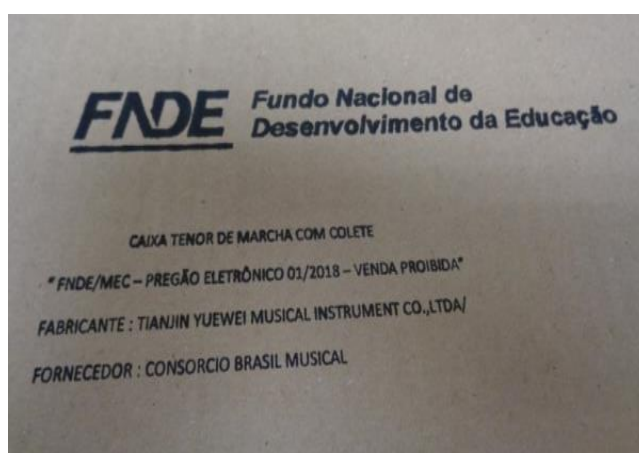 FNDE
Fundo Nacional de
Desenvolvimento da Educação
CAIXA TENOR DE MARCHA COM COLETE
"FNDE/MEC – PREGÃO ELETRÔNICO 01/2018 – VENDA PROIBIDA"
FABRICANTE : TIANJIN YUEWEI MUSICAL INSTRUMENT CO.,LTDA/
FORNECEDOR : CONSORCIO BRASIL MUSICAL